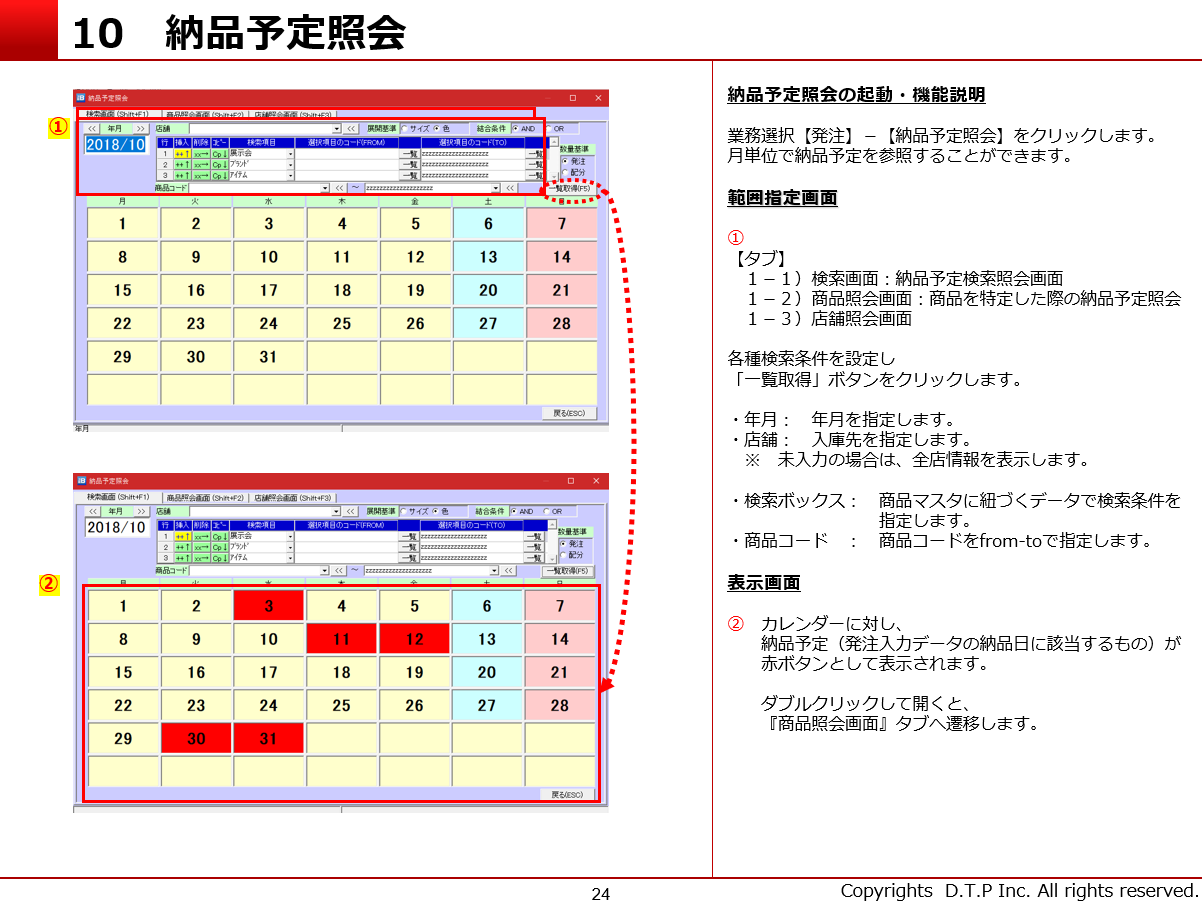 10　納品予定照会
①
納品予定照会
検索画面 (Shift+F1)　商品照会画面 (Shift+F2)　店舗照会画面 (Shift+F3)
<< 年月 >> 店舗 << 展開基準 サイズ 色 結合条件 AND OR
2018/10
行 挿入 削除 ｺﾋﾟｰ 検索項目 選択項目のコード(FROM) 選択項目のコード(TO)
数量基準
1 ++↑ xx→ Cp↓ 展示会 一覧 zzzzzzzzzzzzzzzzzzzz 一覧
発注
2 ++↑ xx→ Cp↓ ﾌﾞﾗﾝﾄﾞ 一覧 zzzzzzzzzzzzzzzzzzzz 一覧
配分
3 ++↑ xx→ Cp↓ ｱｲﾃﾑ 一覧 zzzzzzzzzzzzzzzzzzzz 一覧
商品コード << ～ zzzzzzzzzzzzzzzzzzzz << 一覧取得(F5)
月 火 水 木 金 土 日
1 2 3 4 5 6 7
8 9 10 11 12 13 14
15 16 17 18 19 20 21
22 23 24 25 26 27 28
29 30 31
戻る(ESC)
年月
②
納品予定照会
検索画面 (Shift+F1)　商品照会画面 (Shift+F2)　店舗照会画面 (Shift+F3)
<< 年月 >> 店舗 << 展開基準 サイズ 色 結合条件 AND OR
2018/10
行 挿入 削除 ｺﾋﾟｰ 検索項目 選択項目のコード(FROM) 選択項目のコード(TO)
数量基準
1 ++↑ xx→ Cp↓ 展示会 一覧 zzzzzzzzzzzzzzzzzzzz 一覧
発注
2 ++↑ xx→ Cp↓ ﾌﾞﾗﾝﾄﾞ 一覧 zzzzzzzzzzzzzzzzzzzz 一覧
配分
3 ++↑ xx→ Cp↓ ｱｲﾃﾑ 一覧 zzzzzzzzzzzzzzzzzzzz 一覧
商品コード << ～ zzzzzzzzzzzzzzzzzzzz << 一覧取得(F5)
月 火 水 木 金 土 日
1 2 3 4 5 6 7
8 9 10 11 12 13 14
15 16 17 18 19 20 21
22 23 24 25 26 27 28
29 30 31
戻る(ESC)
納品予定照会の起動・機能説明
業務選択【発注】－【納品予定照会】をクリックします。
月単位で納品予定を参照することができます。
範囲指定画面
①
【タブ】
１－１）検索画面：納品予定検索照会画面
１－２）商品照会画面：商品を特定した際の納品予定照会
１－３）店舗照会画面
各種検索条件を設定し
「一覧取得」ボタンをクリックします。
・年月：　年月を指定します。
・店舗：　入庫先を指定します。
※　未入力の場合は、全店情報を表示します。
・検索ボックス：　商品マスタに紐づくデータで検索条件を
指定します。
・商品コード　：　商品コードをfrom-toで指定します。
表示画面
②　カレンダーに対し、
納品予定（発注入力データの納品日に該当するもの）が
赤ボタンとして表示されます。
ダブルクリックして開くと、
『商品照会画面』タブへ遷移します。
24
Copyrights D.T.P Inc. All rights reserved.